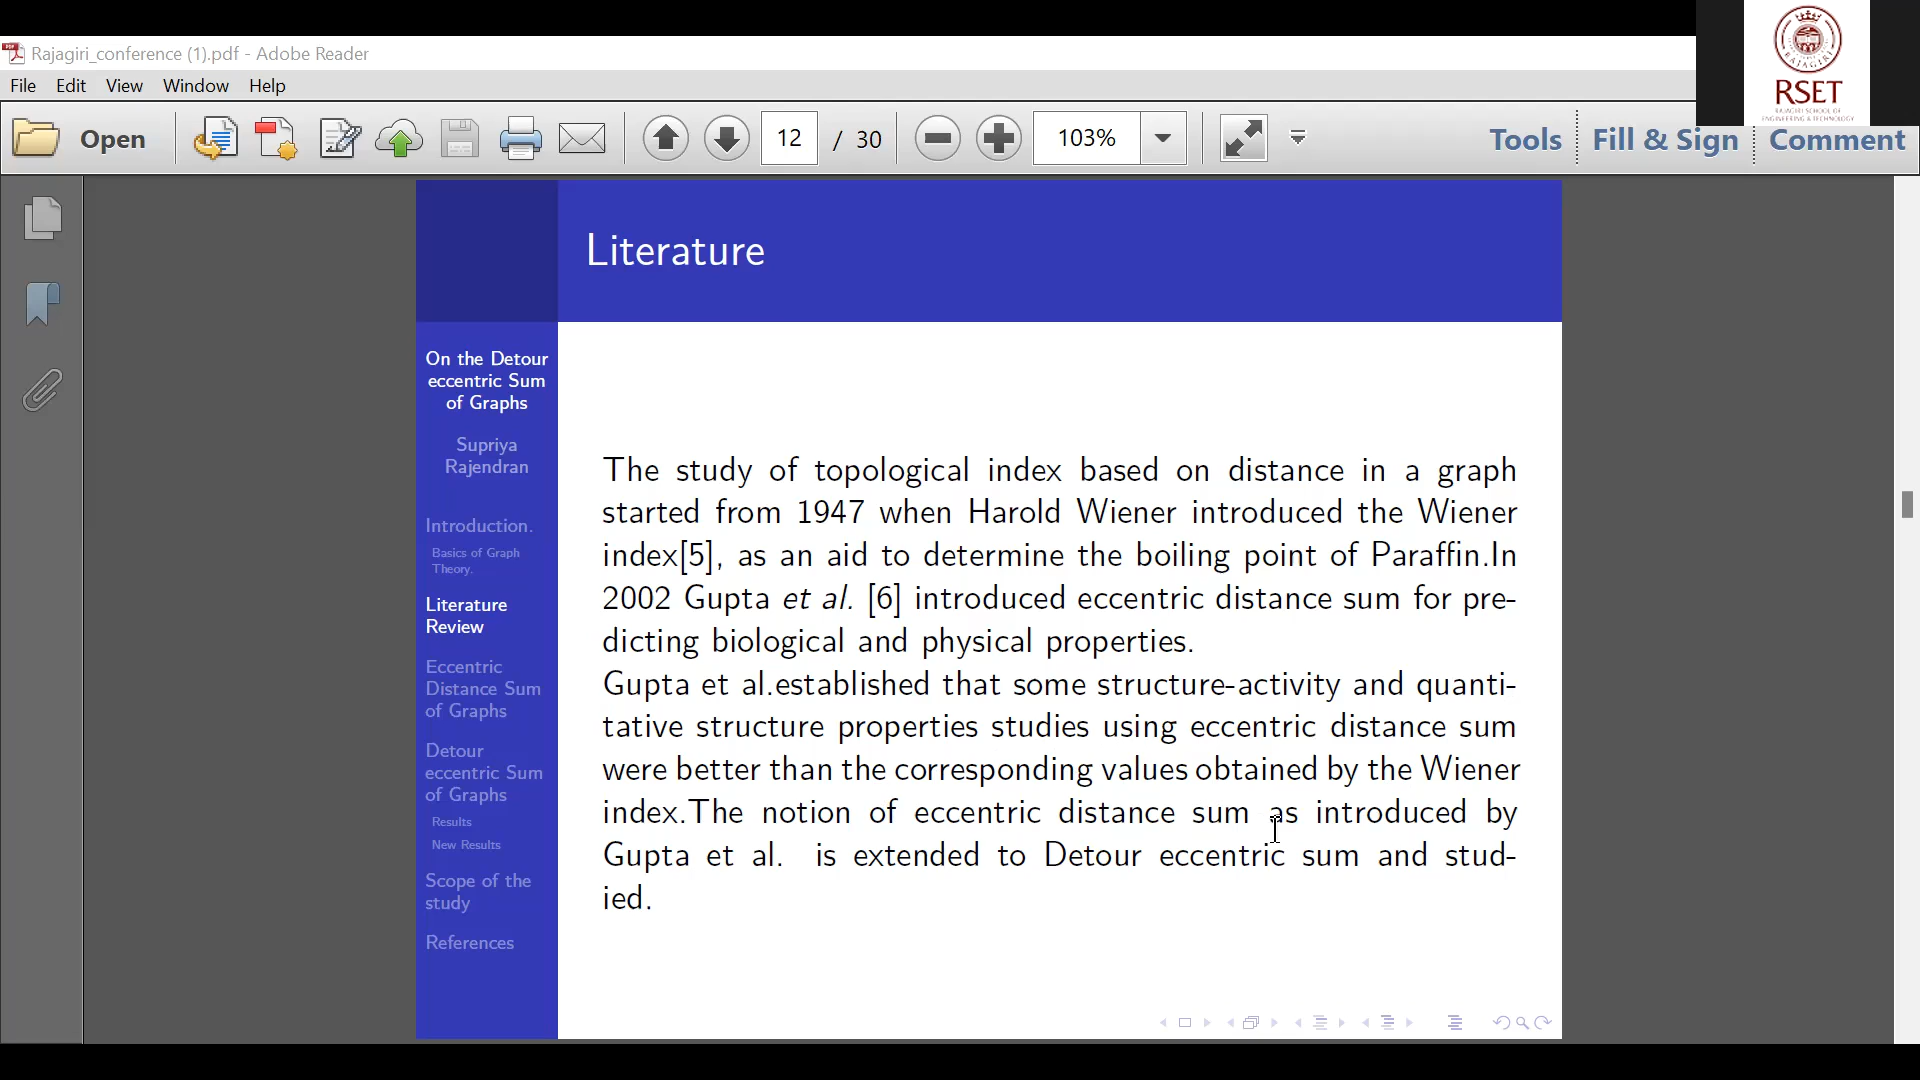 Rajagiri_conference (1).pdf - Adobe Reader
File Edit View Window Help
Open
12 / 30
103%
Tools
Fill & Sign
Comment
RSET
RAJAGIRI SCHOOL OF
ENGINEERING & TECHNOLOGY
Literature
On the Detour
eccentric Sum
of Graphs
Supriya
Rajendran
Introduction.
Basics of Graph
Theory.
Literature
Review
Eccentric
Distance Sum
of Graphs
Detour
eccentric Sum
of Graphs
Results
New Results
Scope of the
study
References
The study of topological index based on distance in a graph
started from 1947 when Harold Wiener introduced the Wiener
index[5], as an aid to determine the boiling point of Paraffin.In
2002 Gupta et al. [6] introduced eccentric distance sum for pre-
dicting biological and physical properties.
Gupta et al.established that some structure-activity and quanti-
tative structure properties studies using eccentric distance sum
were better than the corresponding values obtained by the Wiener
index.The notion of eccentric distance sum as introduced by
Gupta et al. is extended to Detour eccentric sum and stud-
ied.